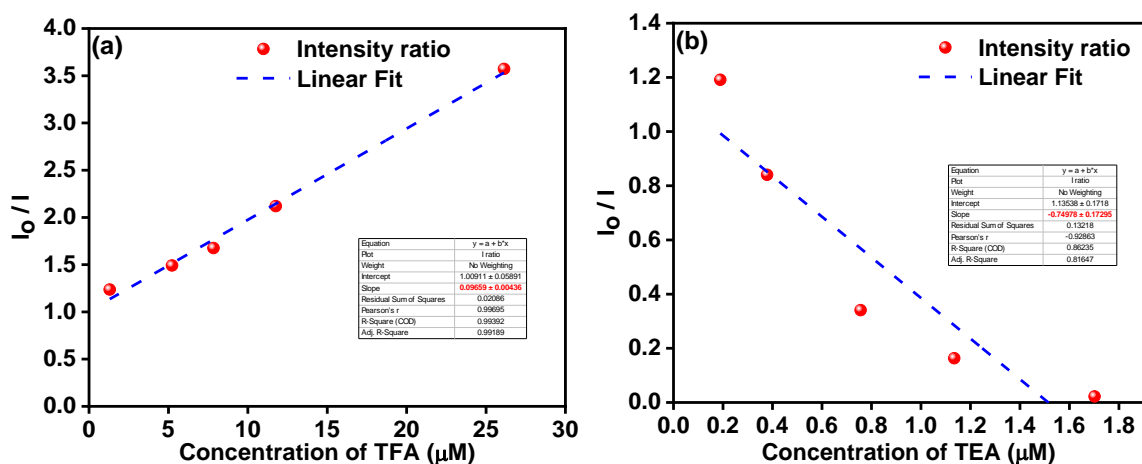 (a)
Intensity ratio
Linear Fit
4.0
3.5
3.0
2.5
2.0
1.5
1.0
0.5
0.0
I_O / I
Equation y = a + b*x
Plot I ratio
Weight No Weighting
Intercept 1.00911 ± 0.05891
Slope 0.09659 ± 0.00436
Residual Sum of Squares 0.02086
Pearson's r 0.99695
R-Square (COD) 0.99392
Adj. R-Square 0.99189
0 5 10 15 20 25 30
Concentration of TFA (μM)
(b)
Intensity ratio
Linear Fit
1.4
1.2
1.0
0.8
0.6
0.4
0.2
0.0
I_O / I
Equation y = a + b*x
Plot I ratio
Weight No Weighting
Intercept 1.13538 ± 0.1718
Slope -0.74978 ± 0.17295
Residual Sum of Squares 0.13218
Pearson's r -0.92863
R-Square (COD) 0.86235
Adj. R-Square 0.81647
0.0 0.2 0.4 0.6 0.8 1.0 1.2 1.4 1.6 1.8
Concentration of TEA (μM)